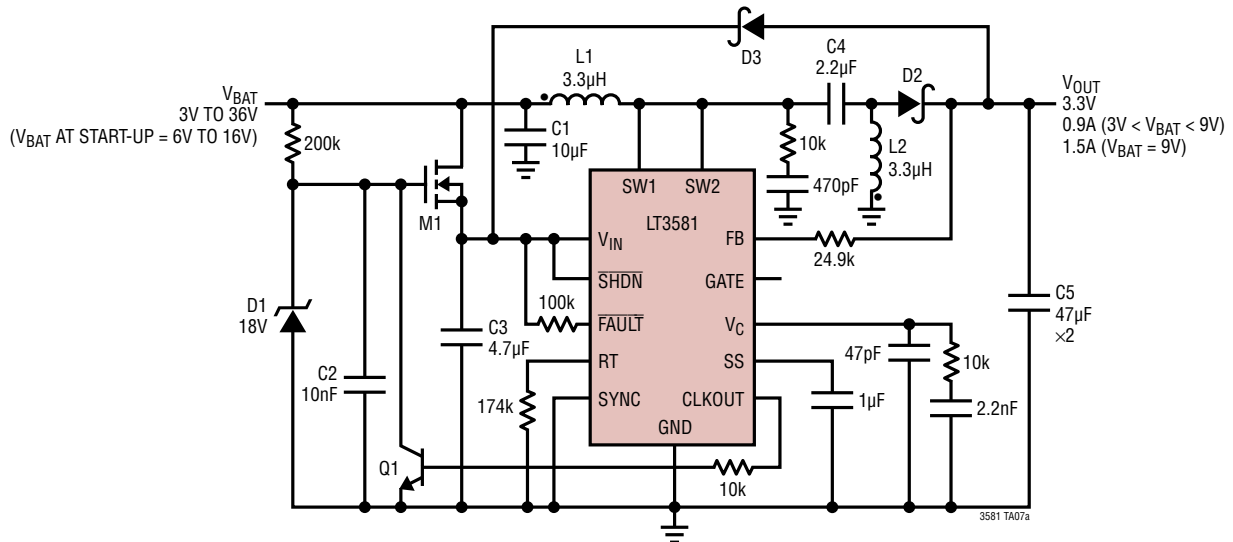 D3
L1
3.3µH
C4
2.2µF
D2
VBAT
3V TO 36V
(VBAT AT START-UP = 6V TO 16V)
VOUT
3.3V
0.9A (3V < VBAT < 9V)
1.5A (VBAT = 9V)
200k
C1
10µF
10k
L2
3.3µH
470pF
M1
SW1
SW2
LT3581
VIN
FB
24.9k
SHDN
GATE
D1
18V
100k
FAULT
VC
C5
47µF
×2
C3
4.7µF
RT
SS
47pF
10k
C2
10nF
174k
SYNC
CLKOUT
1µF
2.2nF
GND
Q1
10k
3581 TA07a